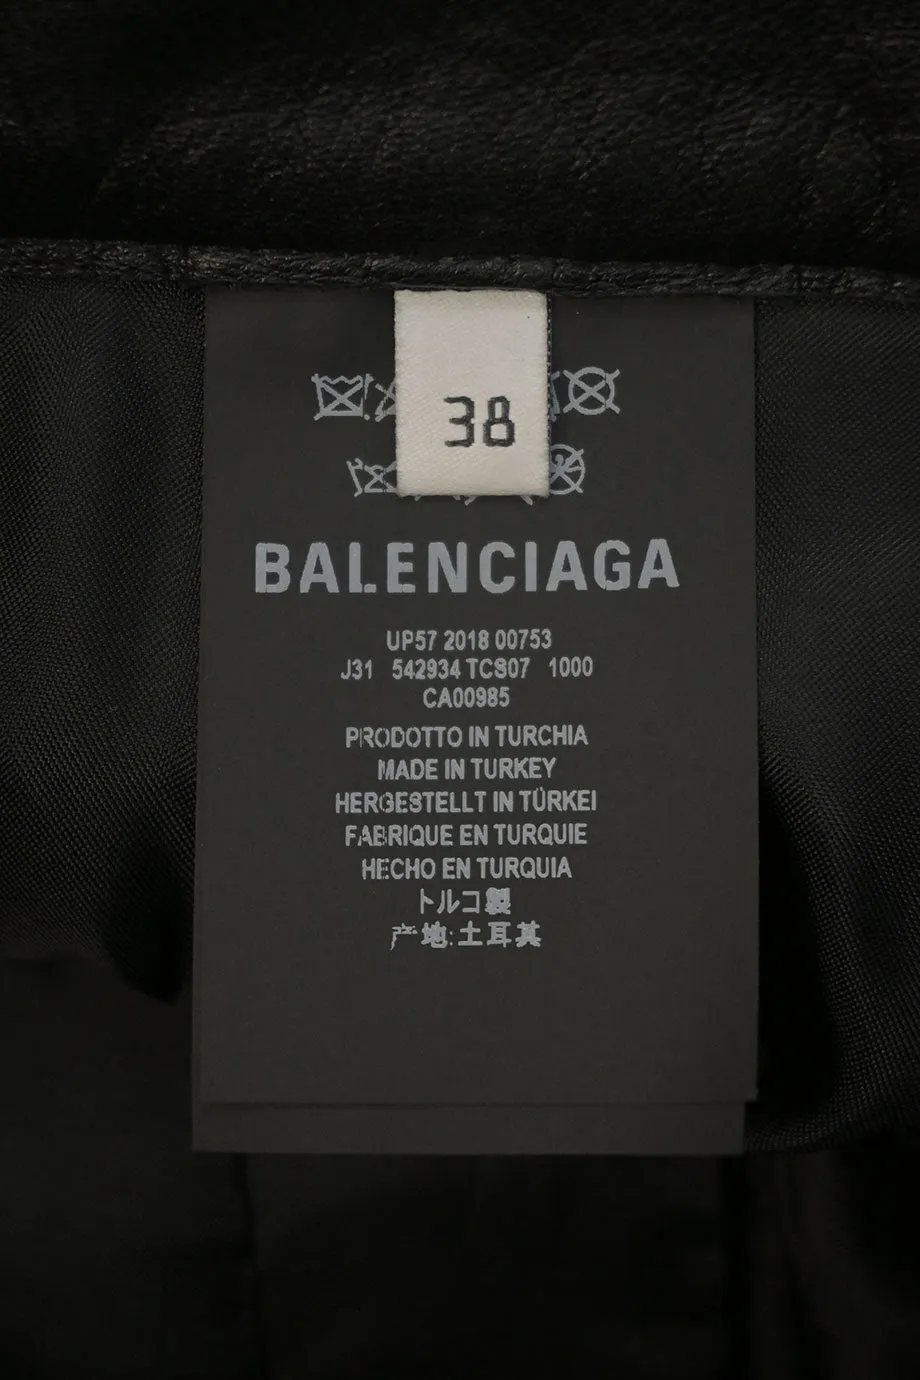 38
BALENCIAGA
UP57 2018 00753
J31 542934 TCS07 1000
CA00985
PRODOTTO IN TURCHIA
MADE IN TURKEY
HERGESTELLT IN TÜRKEI
FABRIQUE EN TURQUIE
HECHO EN TURQUIA
トルコ製
产地:土耳其